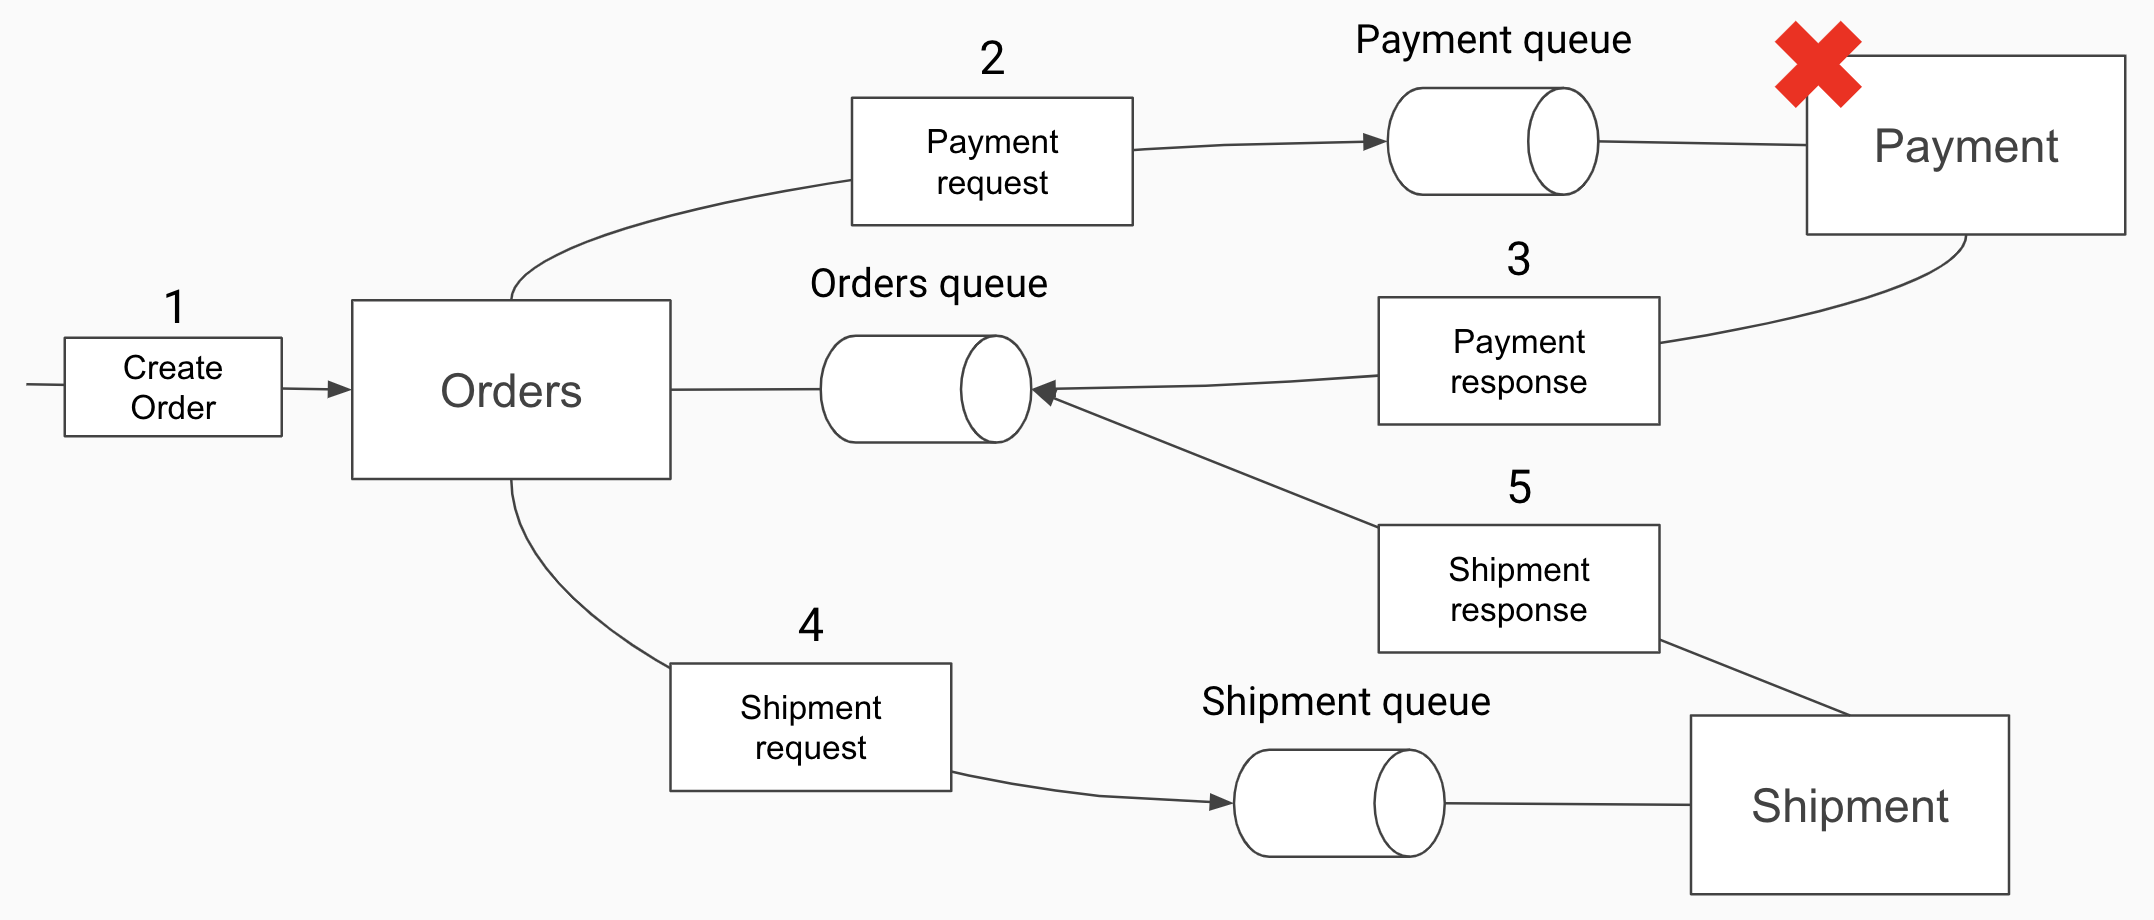 Payment queue
2
Payment
request
Payment
3
Orders queue
1
Payment
response
Create
Order
Orders
5
Shipment
response
4
Shipment queue
Shipment
request
Shipment